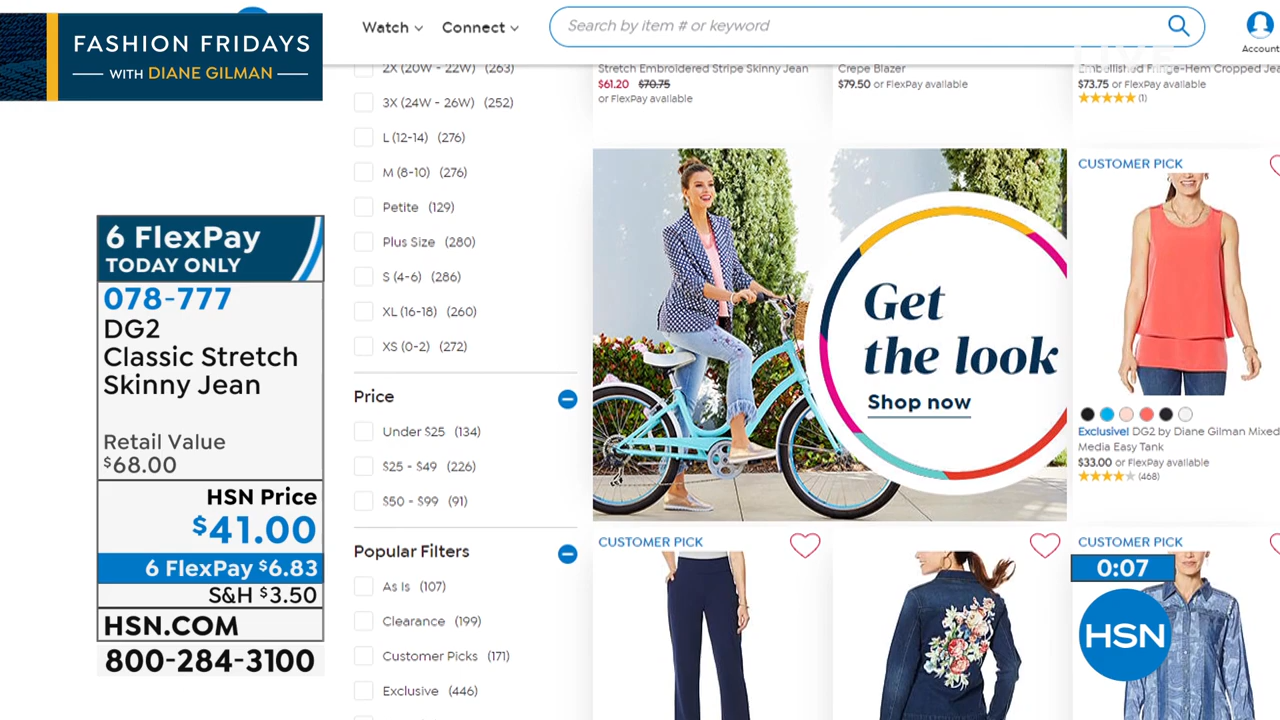 FASHION FRIDAYS
WITH DIANE GILMAN
Watch
Connect
Search by item # or keyword
Account
LIVE
6 FlexPay
TODAY ONLY
078-777
DG2
Classic Stretch
Skinny Jean
Retail Value
$68.00
HSN Price
$41.00
6 FlexPay $6.83
S&H $3.50
HSN.COM
800-284-3100
2X (20W - 22W) (263)
3X (24W - 26W) (252)
L (12-14) (276)
M (8-10) (276)
Petite (129)
Plus Size (280)
S (4-6) (286)
XL (16-18) (260)
XS (0-2) (272)
Price
Under $25 (134)
$25 - $49 (226)
$50 - $99 (91)
Popular Filters
As Is (107)
Clearance (199)
Customer Picks (171)
Exclusive (446)
Stretch Embroidered Stripe Skinny Jean
$61.20 $70.75
or FlexPay available
Crepe Blazer
$79.50 or FlexPay available
Embellished Fringe-Hem Cropped Jea
$73.75 or FlexPay available
(1)
Get
the look
Shop now
CUSTOMER PICK
Exclusive! DG2 by Diane Gilman Mixed
Media Easy Tank
$33.00 or FlexPay available
(468)
CUSTOMER PICK
CUSTOMER PICK
0:07
HSN